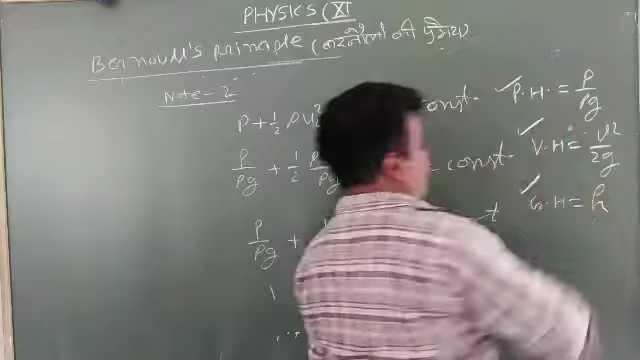 PHYSICS (XI
Bernoull's principle (बरनौली की प्रमेय)
Note-2
P + ½ ρv² const. ✓ P.H. = P/ρg
P/ρg + ½ ρ/ρg const. ✓ V.H = v²/2g
✓ G.H = h
P/ρg +